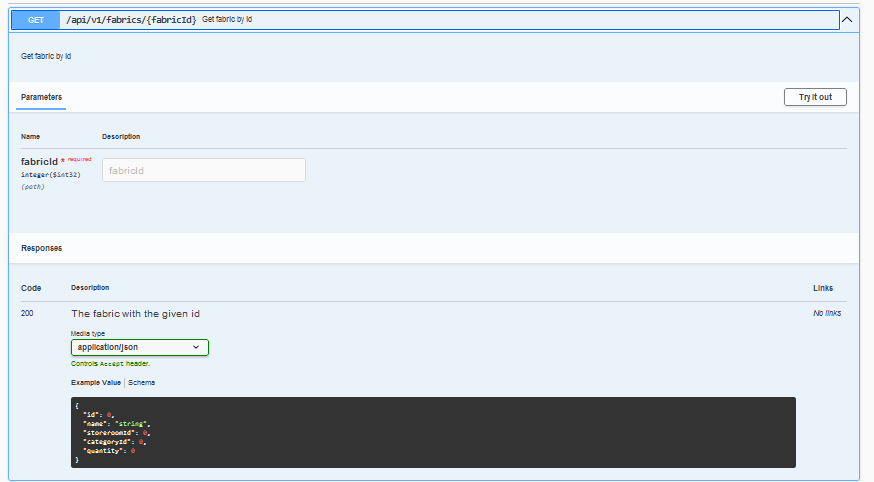 GET /api/v1/fabrics/{fabricId} Get fabric by id
Get fabric by id
Parameters
Try it out
Name Description
fabricId * required
integer($int32)
(path)
fabricId
Responses
Code Description Links
200 The fabric with the given id No links
Media type
application/json
Controls Accept header.
Example Value | Schema
{
"id": 0,
"name": "string",
"storeroomId": 0,
"categoryId": 0,
"quantity": 0
}